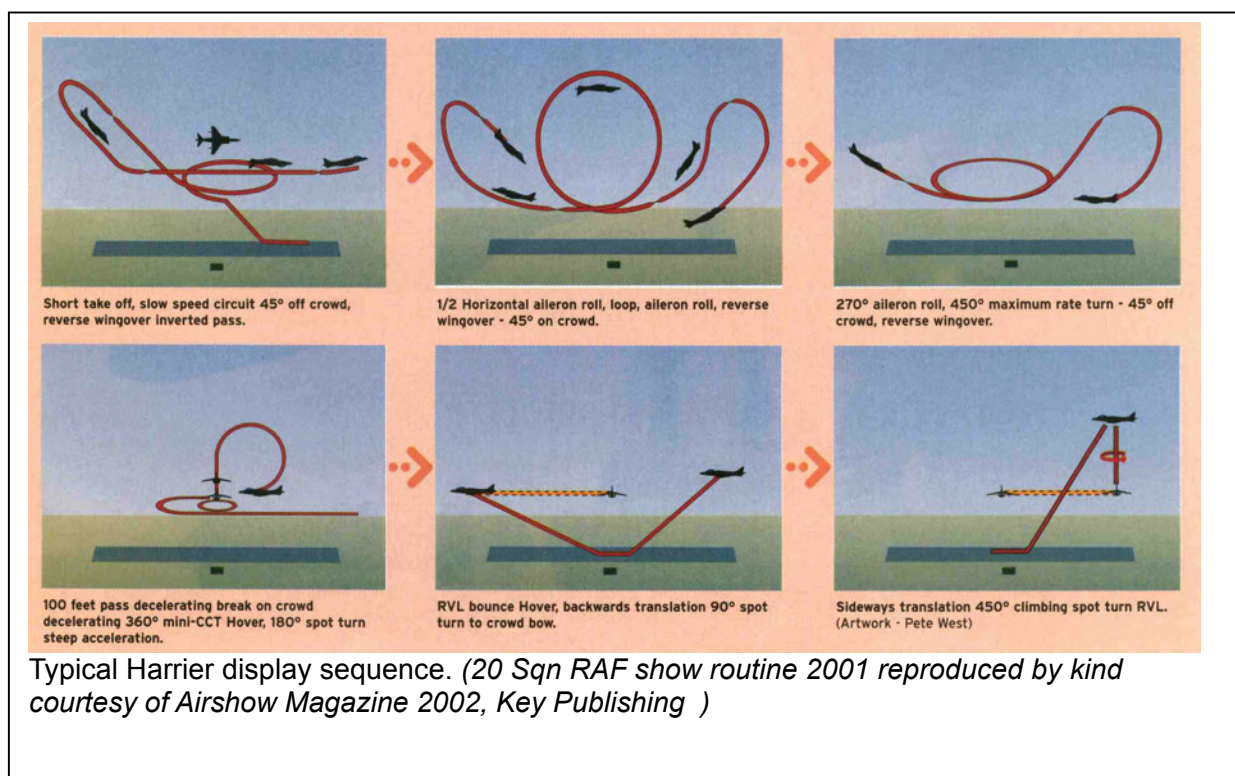 Short take off, slow speed circuit 45° off crowd,
reverse wingover inverted pass.
1/2 Horizontal aileron roll, loop, aileron roll, reverse
wingover - 45° on crowd.
270° aileron roll, 450° maximum rate turn - 45° off
crowd, reverse wingover.
100 feet pass decelerating break on crowd
decelerating 360° mini-CCT Hover, 180° spot turn
steep acceleration.
RVL bounce Hover, backwards translation 90° spot
turn to crowd bow.
Sideways translation 450° climbing spot turn RVL.
(Artwork - Pete West)
Typical Harrier display sequence. (20 Sqn RAF show routine 2001 reproduced by kind
courtesy of Airshow Magazine 2002, Key Publishing )